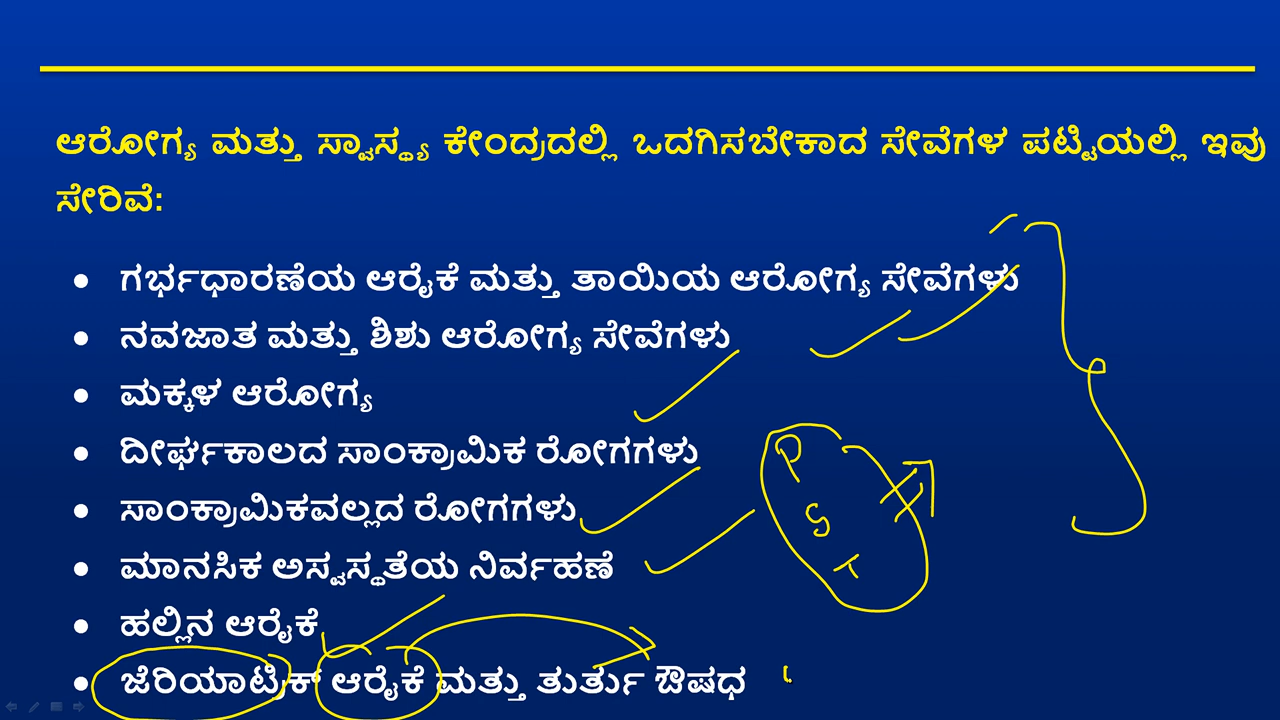 ಆರೋಗ್ಯ ಮತ್ತು ಸ್ವಾಸ್ಥ್ಯ ಕೇಂದ್ರದಲ್ಲಿ ಒದಗಿಸಬೇಕಾದ ಸೇವೆಗಳ ಪಟ್ಟಿಯಲ್ಲಿ ಇವು
ಸೇರಿವೆ:
• ಗರ್ಭಧಾರಣೆಯ ಆರೈಕೆ ಮತ್ತು ತಾಯಿಯ ಆರೋಗ್ಯ ಸೇವೆಗಳು
• ನವಜಾತ ಮತ್ತು ಶಿಶು ಆರೋಗ್ಯ ಸೇವೆಗಳು
• ಮಕ್ಕಳ ಆರೋಗ್ಯ
• ದೀರ್ಘಕಾಲದ ಸಾಂಕ್ರಾಮಿಕ ರೋಗಗಳು
• ಸಾಂಕ್ರಾಮಿಕವಲ್ಲದ ರೋಗಗಳು
• ಮಾನಸಿಕ ಅಸ್ವಸ್ಥತೆಯ ನಿರ್ವಹಣೆ
• ಹಲ್ಲಿನ ಆರೈಕೆ
• ಜೆರಿಯಾಟ್ರಿಕ್ ಆರೈಕೆ ಮತ್ತು ತುರ್ತು ಔಷಧ
P
S
T